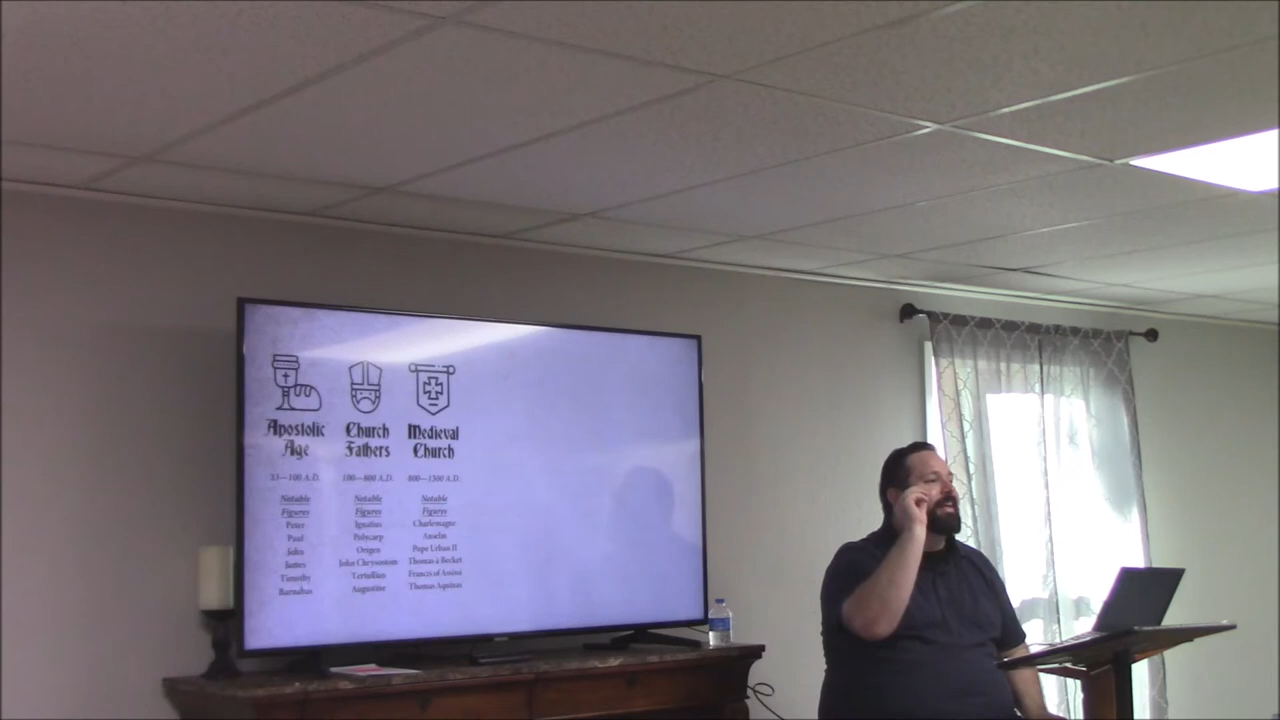 Apostolic
Age
33—100 A.D.
Notable
Figures
Peter
Paul
John
James
Timothy
Barnabas
Church
Fathers
100—800 A.D.
Notable
Figures
Ignatius
Polycarp
Origen
John Chrysostom
Tertullian
Augustine
Medieval
Church
800—1300 A.D.
Notable
Figures
Charlemagne
Anselm
Pope Urban II
Thomas à Becket
Francis of Assisi
Thomas Aquinas